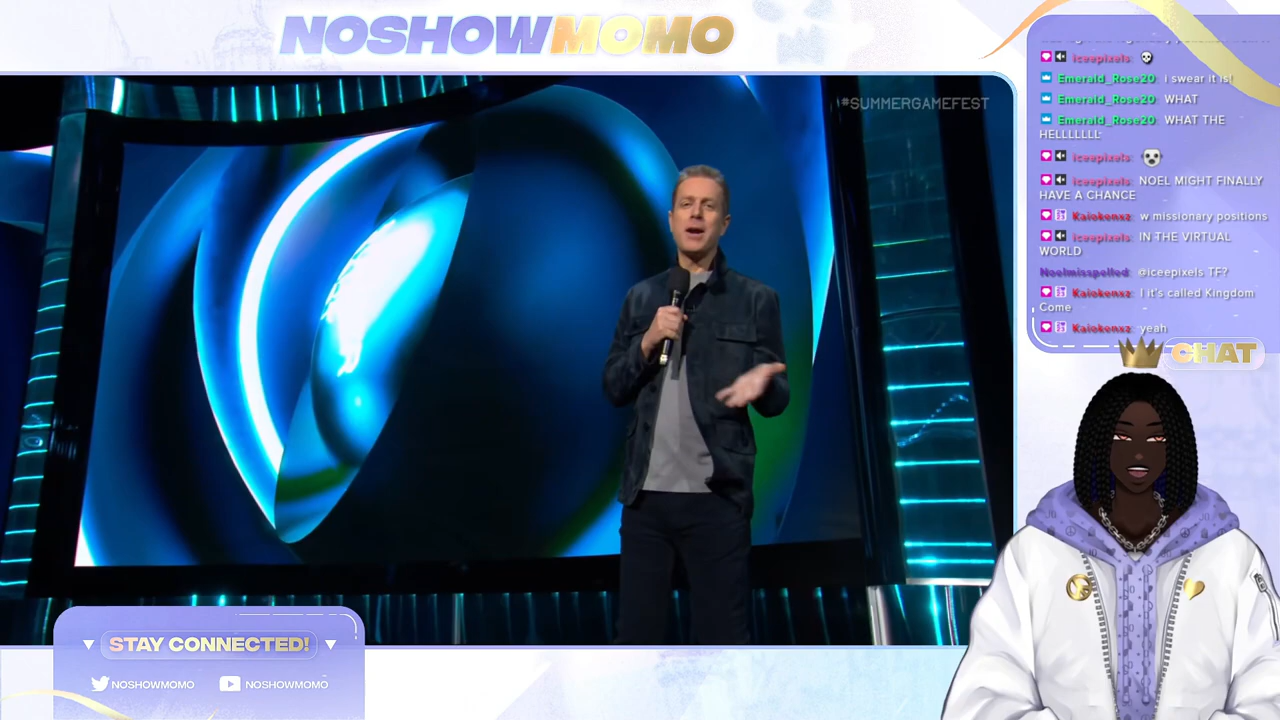 NOSHOWMOMO
#SUMMERGAMEFEST
iceepixels:
Emerald_Rose20: i swear it is!
Emerald_Rose20: WHAT
Emerald_Rose20: WHAT THE
HELLLLLLL
iceepixels:
iceepixels: NOEL MIGHT FINALLY
HAVE A CHANCE
Kaiokenxz: w missionary positions
iceepixels: IN THE VIRTUAL
WORLD
Noelmisspelled: @iceepixels TF?
Kaiokenxz: I it's called Kingdom
Come
Kaiokenxz: yeah
CHAT
STAY CONNECTED!
NOSHOWMOMO NOSHOWMOMO